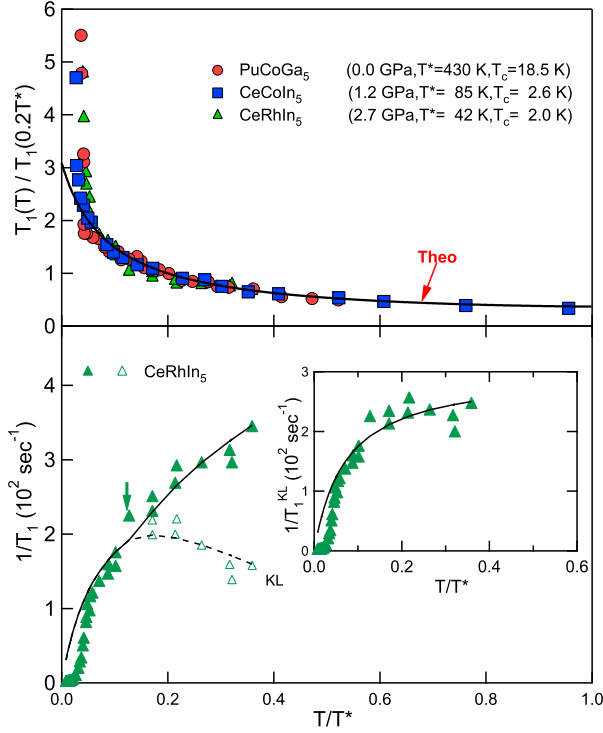 6
5
4
3
2
1
0
T₁(T) / T₁(0.2T*)
PuCoGa₅ (0.0 GPa,T*=430 K,Tc=18.5 K)
CeCoIn₅ (1.2 GPa,T*= 85 K,Tc= 2.6 K)
CeRhIn₅ (2.7 GPa,T*= 42 K,Tc= 2.0 K)
Theo
4
3
2
1
0
1/T₁ (10² sec⁻¹)
CeRhIn₅
KL
3
2
1
0
1/T₁ᴷᴸ (10² sec⁻¹)
0.0 0.2 0.4 0.6
T/T*
0.0 0.2 0.4 0.6 0.8 1.0
T/T*